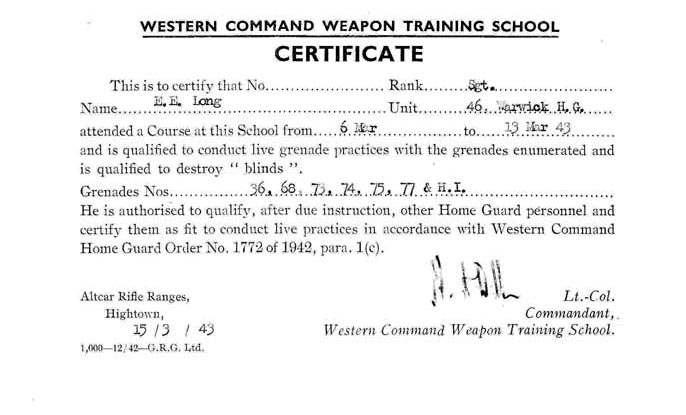 WESTERN COMMAND WEAPON TRAINING SCHOOL
CERTIFICATE
This is to certify that No.......................... Rank........Sgt.......................
Name......E.E. Long.............................. Unit..........46, Warwick H.G.......
attended a Course at this School from.....6 Mar................to......13 Mar 43.....
and is qualified to conduct live grenade practices with the grenades enumerated and
is qualified to destroy “ blinds ”.
Grenades Nos..............36, 68, 73, 74, 75, 77 & H.I...........................
He is authorised to qualify, after due instruction, other Home Guard personnel and
certify them as fit to conduct live practices in accordance with Western Command
Home Guard Order No. 1772 of 1942, para. 1(c).
Lt.-Col.
Altcar Rifle Ranges,
Hightown,
Commandant,
15 / 3 / 43
Western Command Weapon Training School.
1,000—12/42—G.R.G. Ltd.